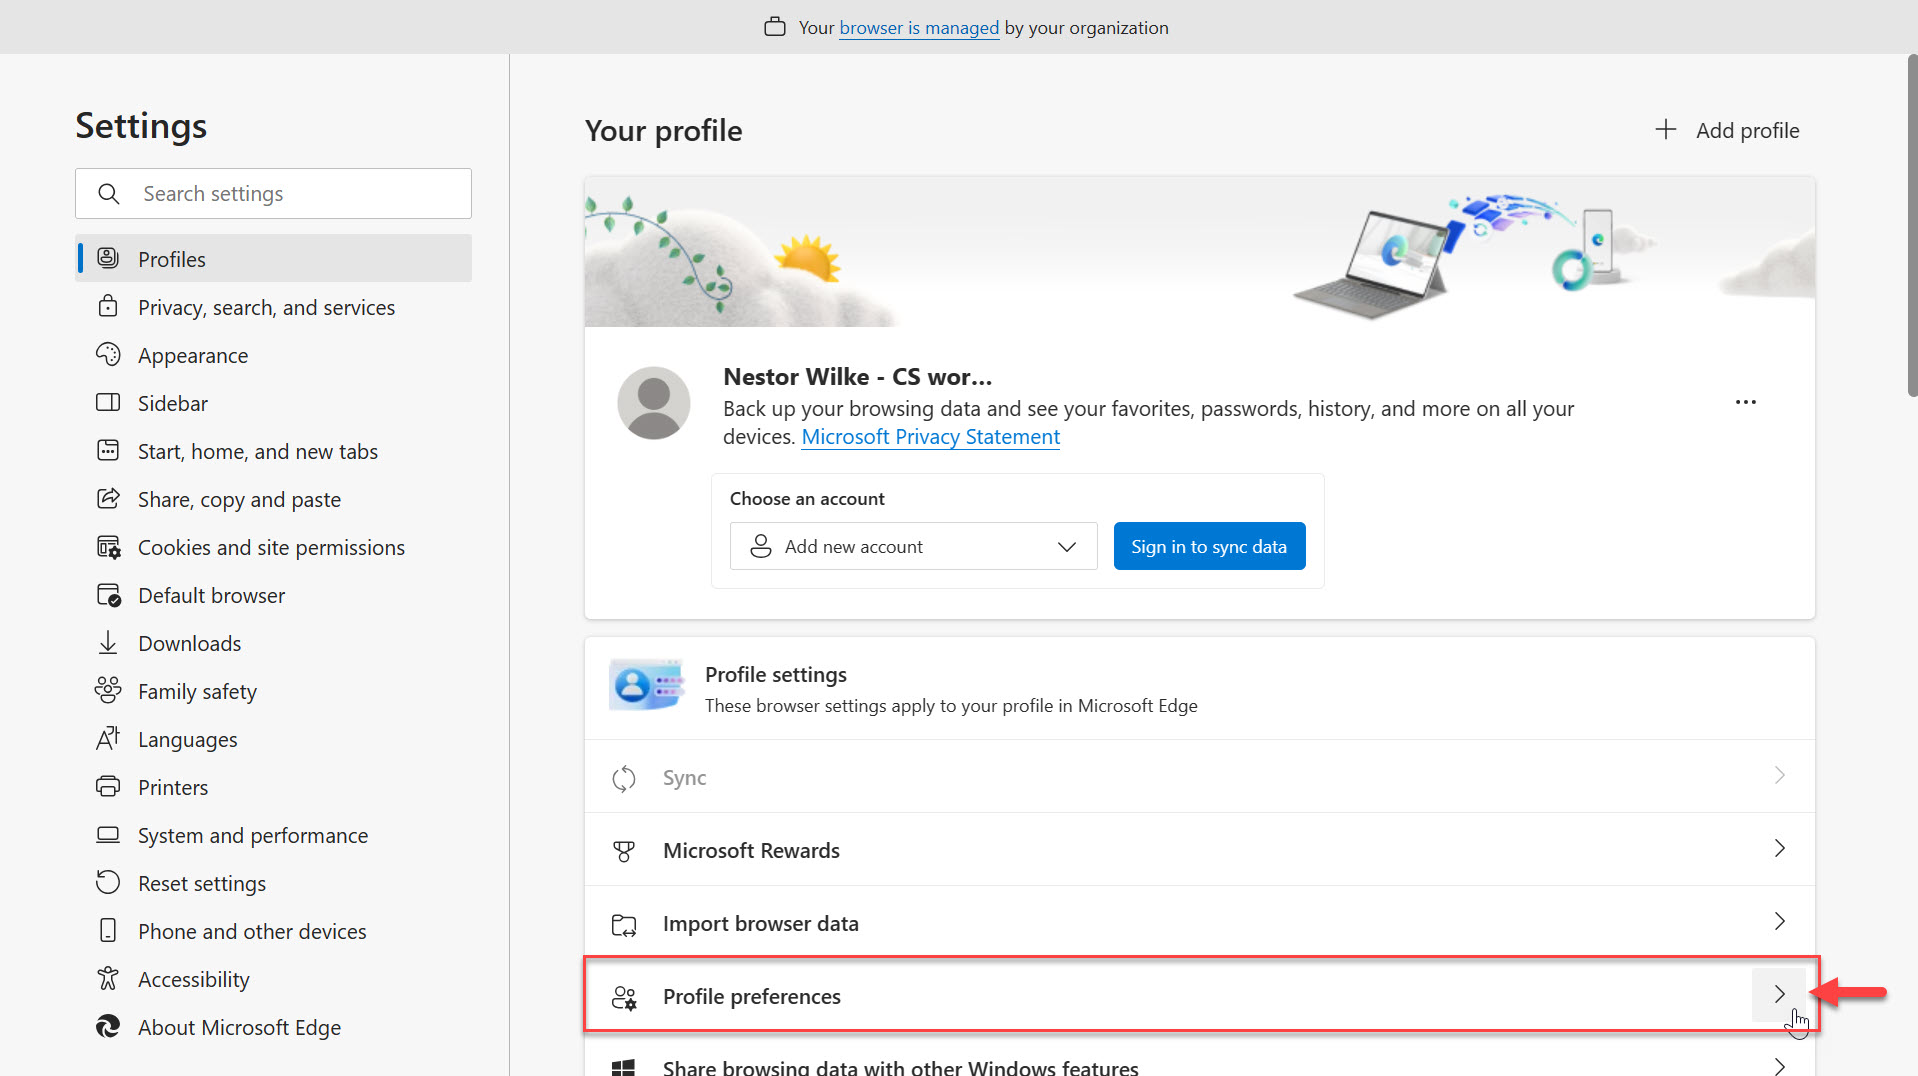 Your browser is managed by your organization
Settings
Search settings
Profiles
Privacy, search, and services
Appearance
Sidebar
Start, home, and new tabs
Share, copy and paste
Cookies and site permissions
Default browser
Downloads
Family safety
Languages
Printers
System and performance
Reset settings
Phone and other devices
Accessibility
About Microsoft Edge
Your profile
Add profile
Nestor Wilke - CS wor...
Back up your browsing data and see your favorites, passwords, history, and more on all your
devices. Microsoft Privacy Statement
Choose an account
Add new account
Sign in to sync data
Profile settings
These browser settings apply to your profile in Microsoft Edge
Sync
Microsoft Rewards
Import browser data
Profile preferences
Share browsing data with other Windows features